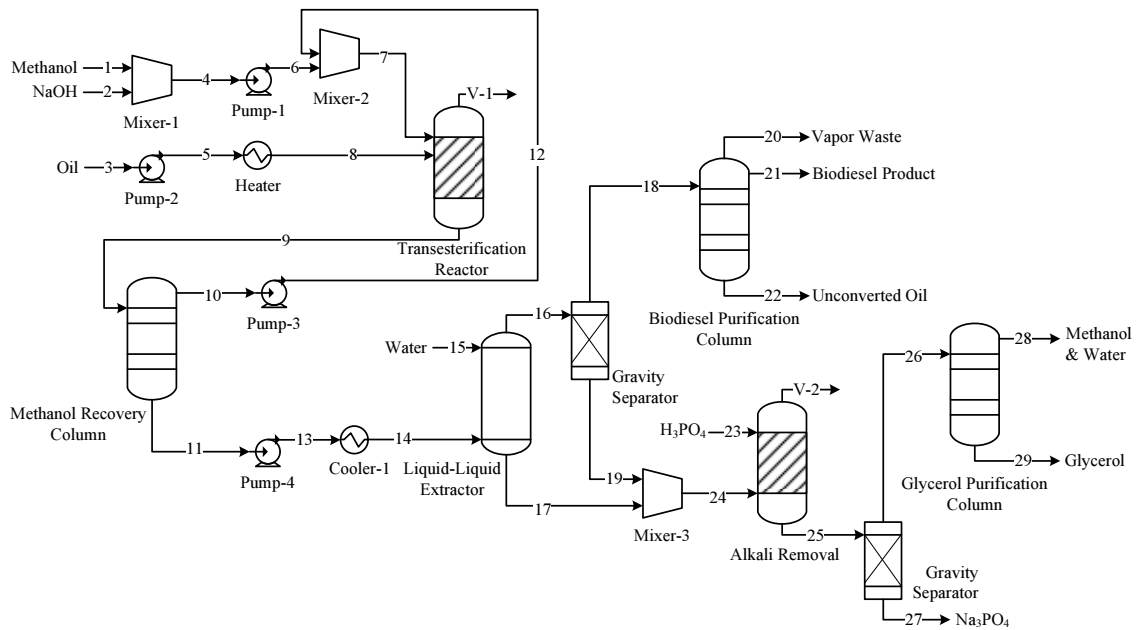 12
Methanol
1
4
6
7
NaOH
2
Mixer-1
Pump-1
Mixer-2
V-1
Oil
3
5
8
Pump-2
Heater
9
Transesterification
Reactor
10
Pump-3
Methanol Recovery
Column
11
Pump-4
13
Cooler-1
14
Water
15
Liquid-Liquid
Extractor
16
17
Gravity
Separator
18
19
20
Vapor Waste
21
Biodiesel Product
22
Unconverted Oil
Biodiesel Purification
Column
Mixer-3
24
H₃PO₄
23
V-2
Alkali Removal
25
Gravity
Separator
26
27
Na₃PO₄
28
Methanol
& Water
29
Glycerol
Glycerol Purification
Column